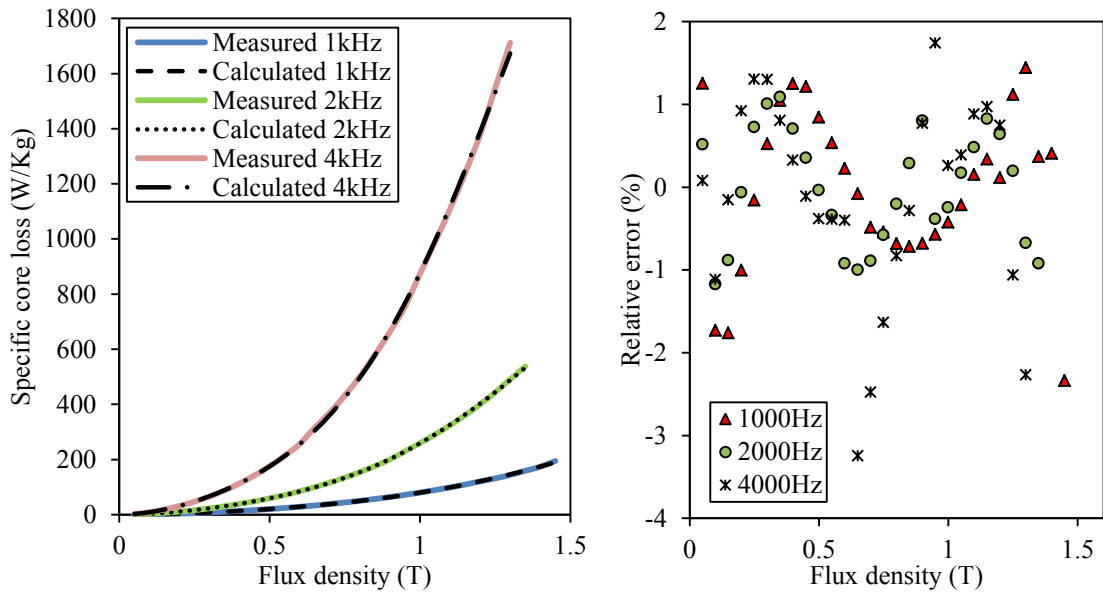 1800
1600
1400
1200
1000
800
600
400
200
0
Specific core loss (W/Kg)
Measured 1kHz
Calculated 1kHz
Measured 2kHz
Calculated 2kHz
Measured 4kHz
Calculated 4kHz
0 0.5 1 1.5
Flux density (T)
2
1
0
-1
-2
-3
-4
Relative error (%)
1000Hz
2000Hz
4000Hz
0 0.5 1 1.5
Flux density (T)